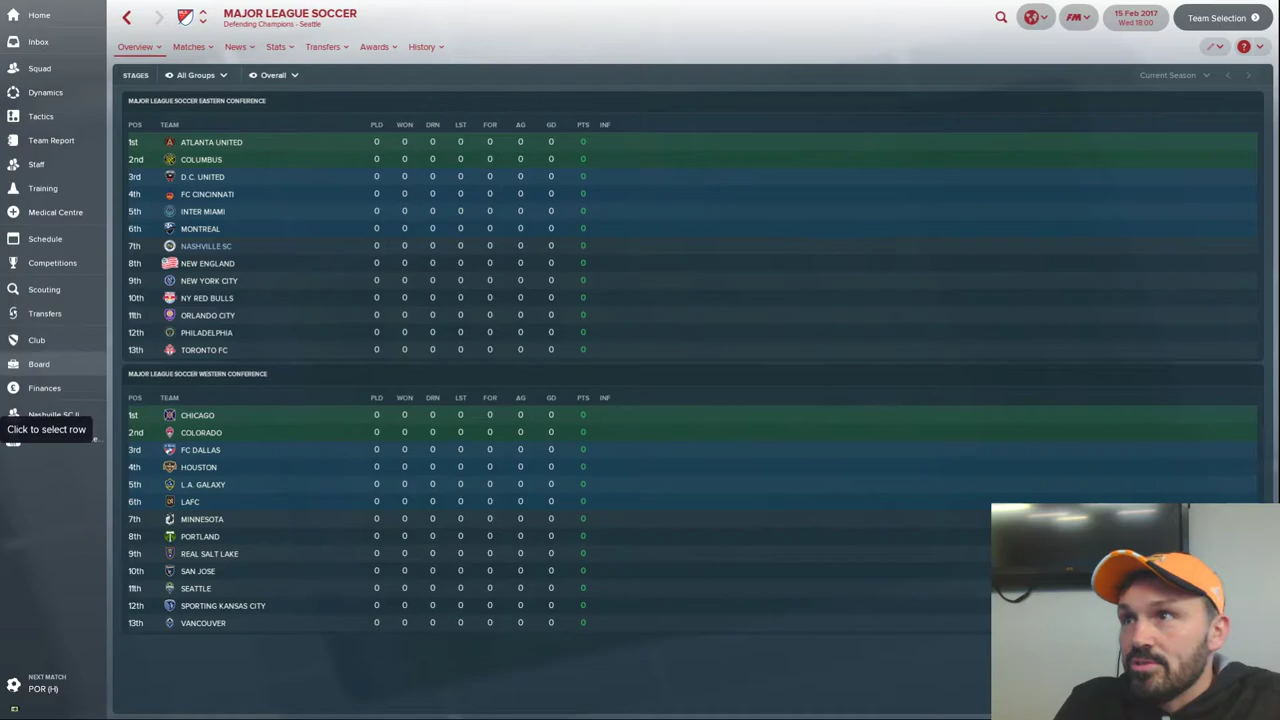 Home
Inbox
Squad
Dynamics
Tactics
Team Report
Staff
Training
Medical Centre
Schedule
Competitions
Scouting
Transfers
Club
Board
Finances
Nashville SC II
Click to select row
e...
NEXT MATCH
POR (H)
MAJOR LEAGUE SOCCER
Defending Champions - Seattle
FM
15 Feb 2017
Wed 18:00
Team Selection
Overview Matches News Stats Transfers Awards History
?
STAGES All Groups Overall Current Season
MAJOR LEAGUE SOCCER EASTERN CONFERENCE
POS TEAM PLD WON DRN LST FOR AG GD PTS INF
1st ATLANTA UNITED 0 0 0 0 0 0 0 0
2nd COLUMBUS 0 0 0 0 0 0 0 0
3rd D.C. UNITED 0 0 0 0 0 0 0 0
4th FC CINCINNATI 0 0 0 0 0 0 0 0
5th INTER MIAMI 0 0 0 0 0 0 0 0
6th MONTREAL 0 0 0 0 0 0 0 0
7th NASHVILLE SC 0 0 0 0 0 0 0 0
8th NEW ENGLAND 0 0 0 0 0 0 0 0
9th NEW YORK CITY 0 0 0 0 0 0 0 0
10th NY RED BULLS 0 0 0 0 0 0 0 0
11th ORLANDO CITY 0 0 0 0 0 0 0 0
12th PHILADELPHIA 0 0 0 0 0 0 0 0
13th TORONTO FC 0 0 0 0 0 0 0 0
MAJOR LEAGUE SOCCER WESTERN CONFERENCE
POS TEAM PLD WON DRN LST FOR AG GD PTS INF
1st CHICAGO 0 0 0 0 0 0 0 0
2nd COLORADO 0 0 0 0 0 0 0 0
3rd FC DALLAS 0 0 0 0 0 0 0 0
4th HOUSTON 0 0 0 0 0 0 0 0
5th L.A. GALAXY 0 0 0 0 0 0 0 0
6th LAFC 0 0 0 0 0 0 0 0
7th MINNESOTA 0 0 0 0 0 0 0 0
8th PORTLAND 0 0 0 0 0 0 0 0
9th REAL SALT LAKE 0 0 0 0 0 0 0 0
10th SAN JOSE 0 0 0 0 0 0 0 0
11th SEATTLE 0 0 0 0 0 0 0 0
12th SPORTING KANSAS CITY 0 0 0 0 0 0 0 0
13th VANCOUVER 0 0 0 0 0 0 0 0